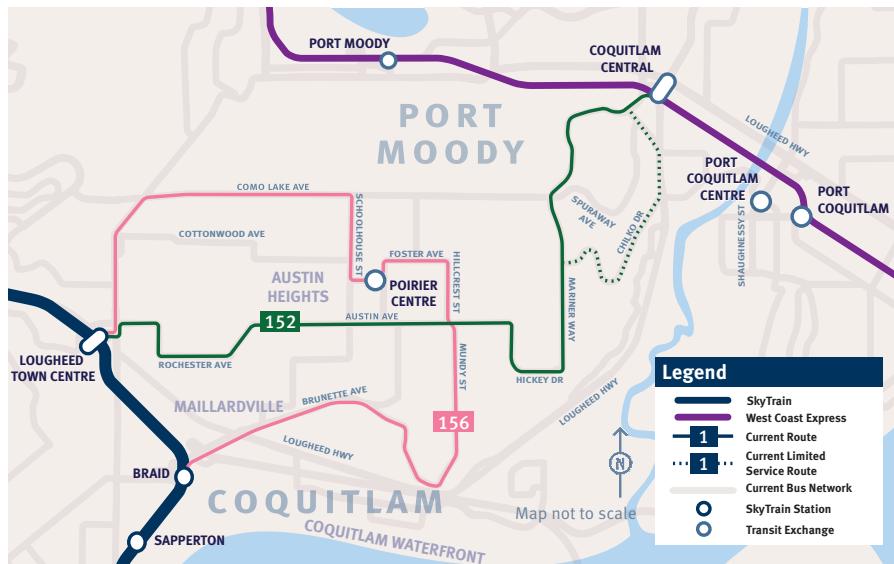 PORT MOODY
COQUITLAM
CENTRAL
PORT
MOODY
LOUGHEED HWY
PORT
COQUITLAM
CENTRE
PORT
COQUITLAM
COMO LAKE AVE
SCHOOLHOUSE ST
SPURAWAY
AVE
CHILKO DR
SHAUGHNESSY ST
COTTONWOOD AVE
FOSTER AVE
HILLCREST ST
AUSTIN
HEIGHTS
POIRIER
CENTRE
MARINER WAY
152
AUSTIN AVE
LOUGHEED
TOWN CENTRE
ROCHESTER AVE
MUNDY ST
HICKEY DR
MAILLARDVILLE
BRUNETTE AVE
156
LOUGHEED HWY
LOUGHEED HWY
BRAID
COQUITLAM
N
Map not to scale
SAPPERTON
COQUITLAM WATERFRONT
Legend
SkyTrain
West Coast Express
1
Current Route
1
Current Limited
Service Route
Current Bus Network
SkyTrain Station
Transit Exchange